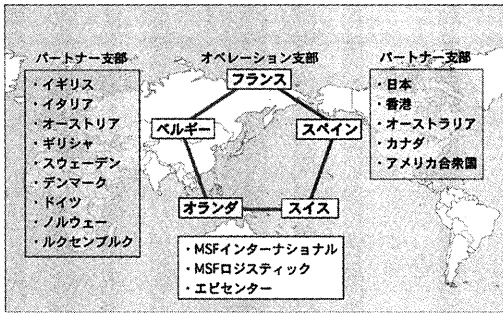 パートナー支部
・イギリス
・イタリア
・オーストリア
・ギリシャ
・スウェーデン
・デンマーク
・ドイツ
・ノルウェー
・ルクセンブルク
オペレーション支部
フランス
ベルギー
スペイン
オランダ
スイス
・MSFインターナショナル
・MSFロジスティック
・エピセンター
パートナー支部
・日本
・香港
・オーストラリア
・カナダ
・アメリカ合衆国